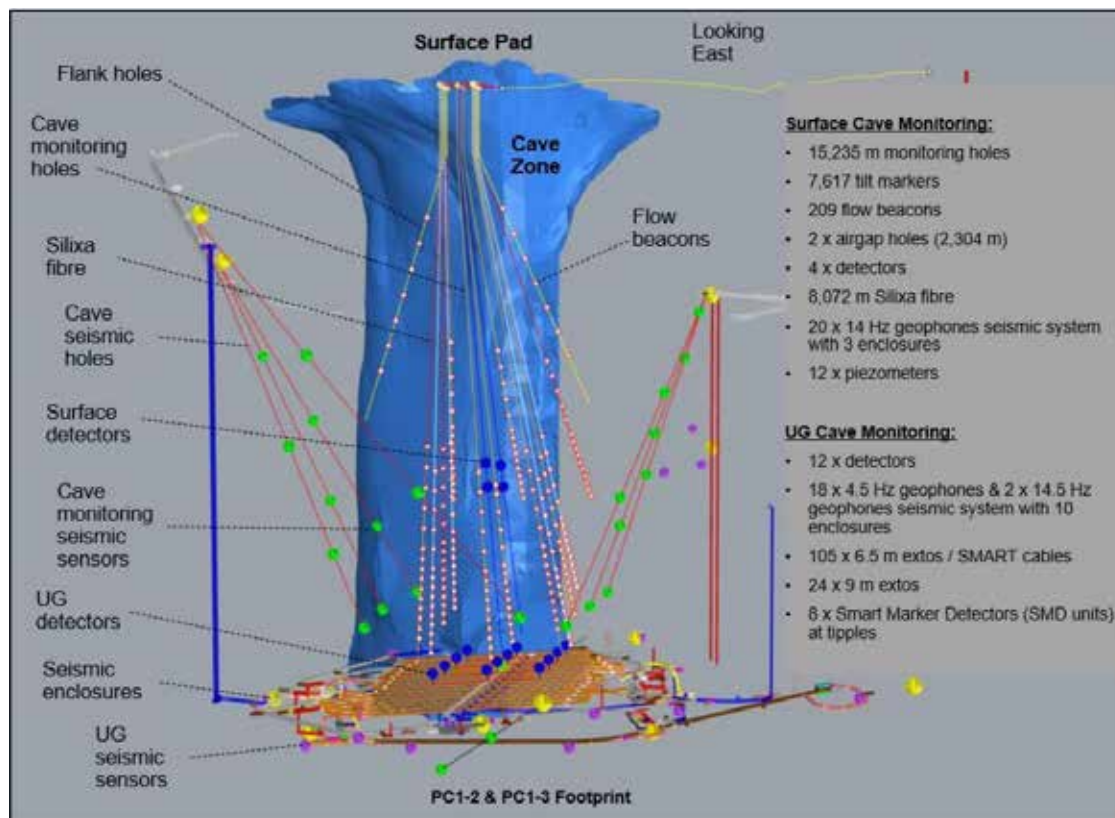 Surface Pad
Looking
East
Flank holes
Cave
monitoring
holes
Cave
Zone
Silixa
fibre
Flow
beacons
Cave
seismic
holes
Surface
detectors
Cave
monitoring
seismic
sensors
UG
detectors
Seismic
enclosures
UG
seismic
sensors
PC1-2 & PC1-3 Footprint
Surface Cave Monitoring:
• 15,235 m monitoring holes
• 7,617 tilt markers
• 209 flow beacons
• 2 x airgap holes (2,304 m)
• 4 x detectors
• 8,072 m Silixa fibre
• 20 x 14 Hz geophones seismic system
with 3 enclosures
• 12 x piezometers
UG Cave Monitoring:
• 12 x detectors
• 18 x 4.5 Hz geophones & 2 x 14.5 Hz
geophones seismic system with 10
enclosures
• 105 x 6.5 m extos / SMART cables
• 24 x 9 m extos
• 8 x Smart Marker Detectors (SMD units)
at tipples